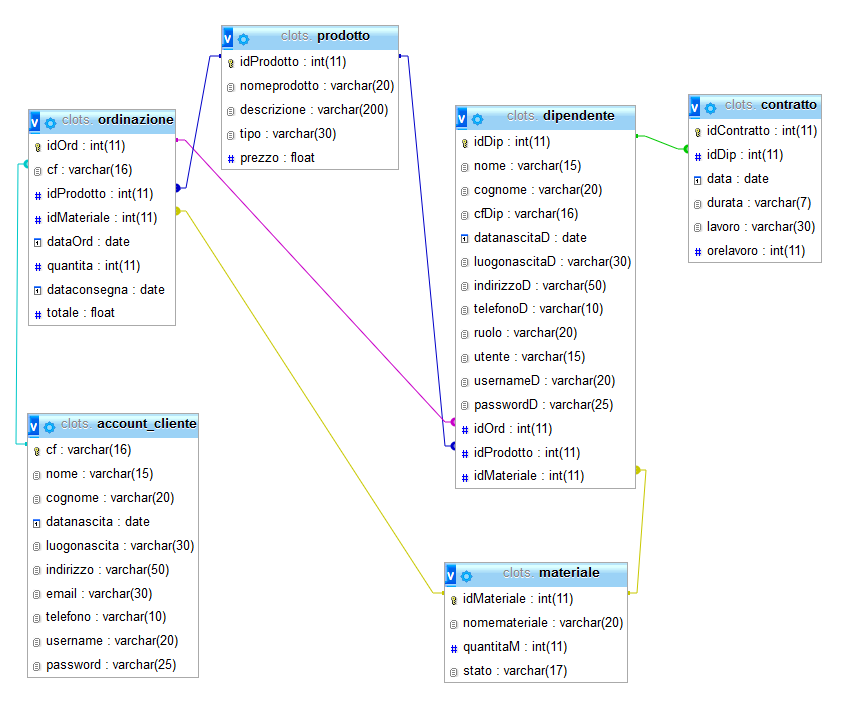 clots. prodotto
idProdotto : int(11)
nomeprodotto : varchar(20)
descrizione : varchar(200)
tipo : varchar(30)
prezzo : float
clots. ordinazione
idOrd : int(11)
cf : varchar(16)
idProdotto : int(11)
idMateriale : int(11)
dataOrd : date
quantita : int(11)
dataconsegna : date
totale : float
clots. dipendente
idDip : int(11)
nome : varchar(15)
cognome : varchar(20)
cfDip : varchar(16)
datanascitaD : date
luogonascitaD : varchar(30)
indirizzoD : varchar(50)
telefonoD : varchar(10)
ruolo : varchar(20)
utente : varchar(15)
usernameD : varchar(20)
passwordD : varchar(25)
idOrd : int(11)
idProdotto : int(11)
idMateriale : int(11)
clots. contratto
idContratto : int(11)
idDip : int(11)
data : date
durata : varchar(7)
lavoro : varchar(30)
orelavoro : int(11)
clots. account_cliente
cf : varchar(16)
nome : varchar(15)
cognome : varchar(20)
datanascita : date
luogonascita : varchar(30)
indirizzo : varchar(50)
email : varchar(30)
telefono : varchar(10)
username : varchar(20)
password : varchar(25)
clots. materiale
idMateriale : int(11)
nomemateriale : varchar(20)
quantitaM : int(11)
stato : varchar(17)